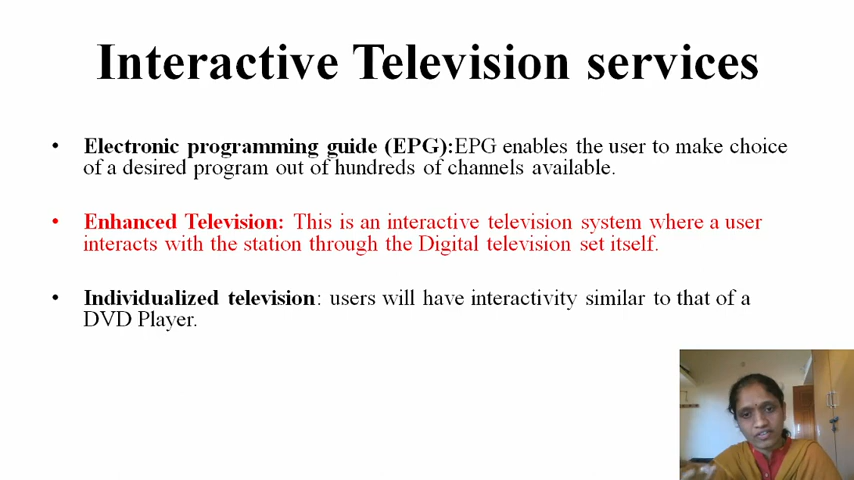 Interactive Television services
• Electronic programming guide (EPG):EPG enables the user to make choice
of a desired program out of hundreds of channels available.
• Enhanced Television: This is an interactive television system where a user
interacts with the station through the Digital television set itself.
• Individualized television: users will have interactivity similar to that of a
DVD Player.